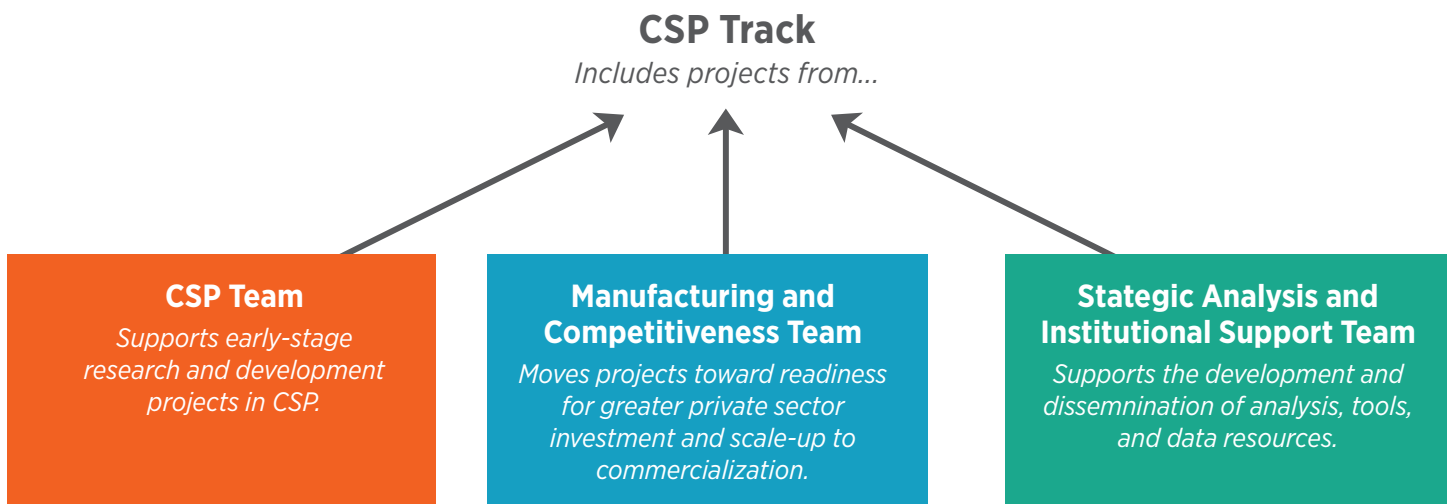 CSP Track
Includes projects from...
CSP Team
Supports early-stage
research and development
projects in CSP.
Manufacturing and
Competitiveness Team
Moves projects toward readiness
for greater private sector
investment and scale-up to
commercialization.
Stategic Analysis and
Institutional Support Team
Supports the development and
dissemnination of analysis, tools,
and data resources.